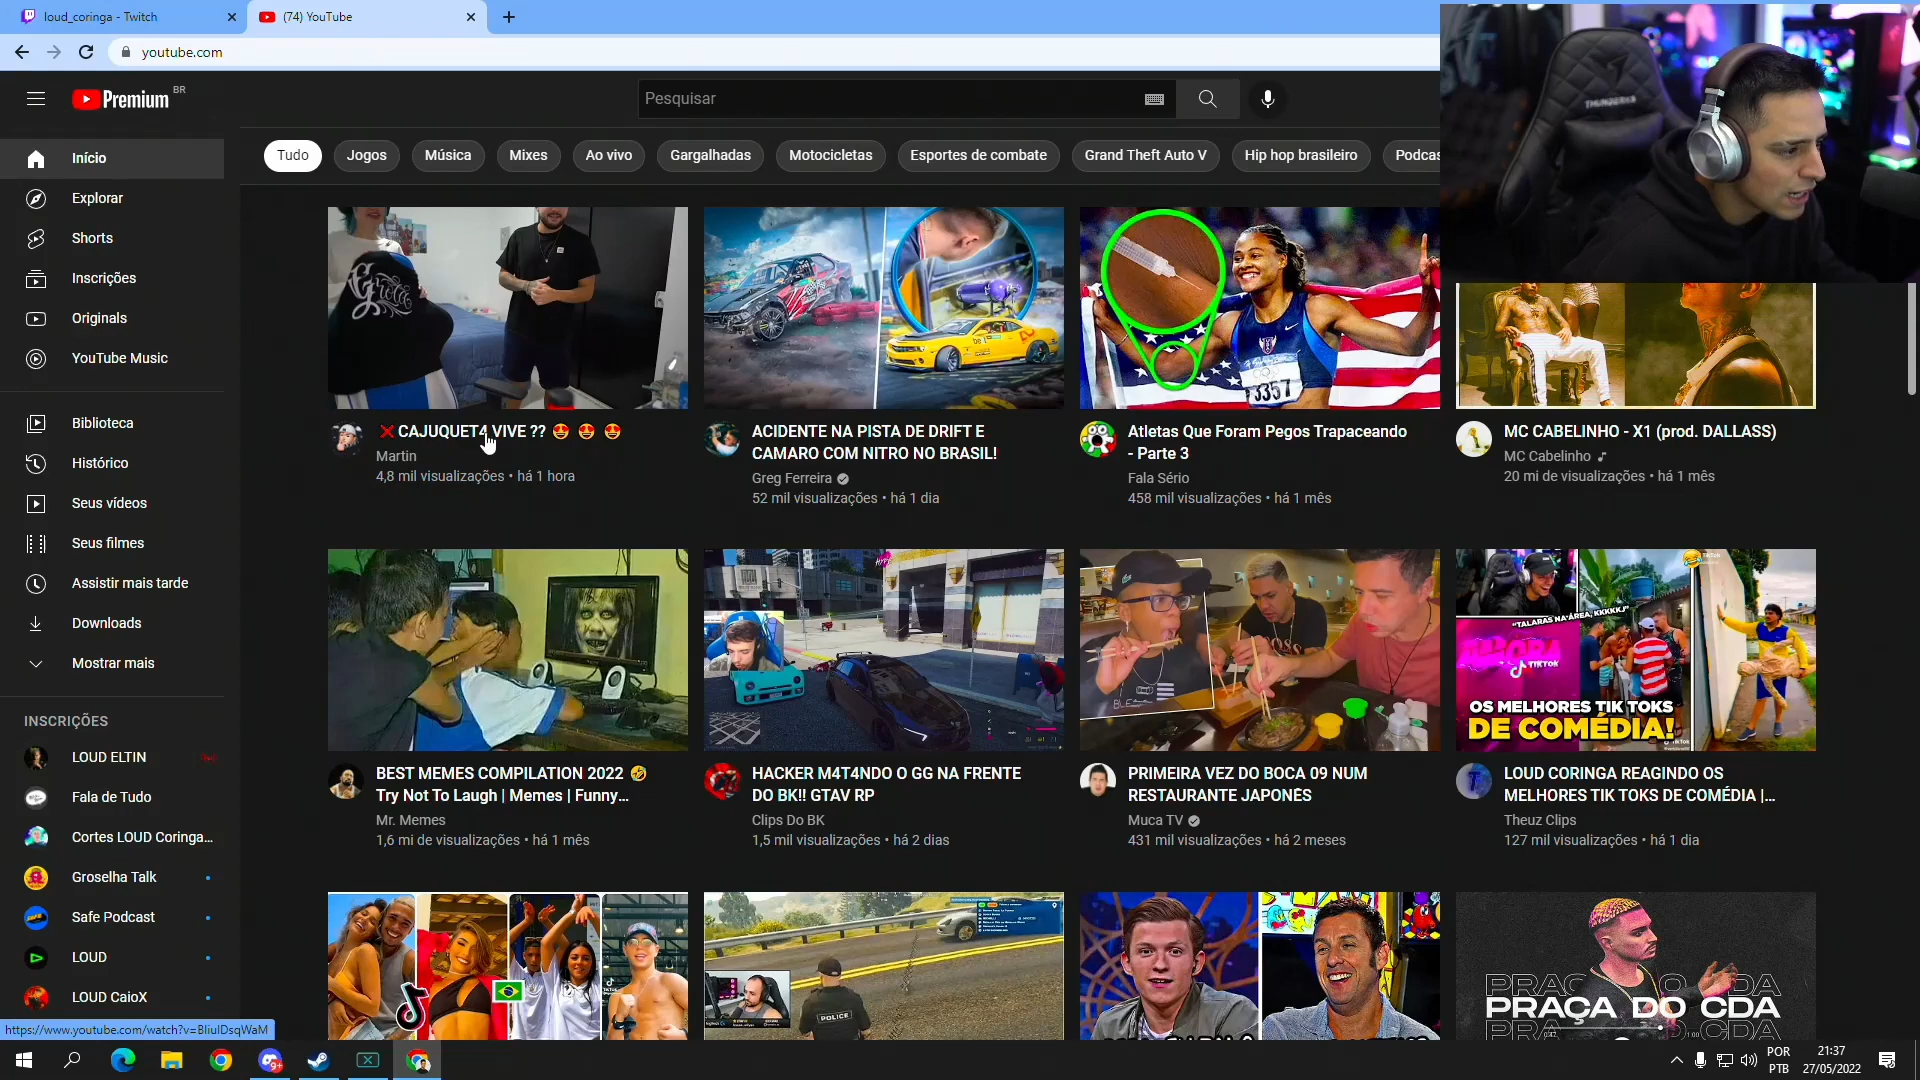 loud_coringa - Twitch
(74) YouTube
youtube.com
Premium BR
Pesquisar
Tudo
Jogos
Música
Mixes
Ao vivo
Gargalhadas
Motocicletas
Esportes de combate
Grand Theft Auto V
Hip hop brasileiro
Podcas
Início
Explorar
Shorts
Inscrições
Originals
YouTube Music
Biblioteca
Histórico
Seus vídeos
Seus filmes
Assistir mais tarde
Downloads
Mostrar mais
INSCRIÇÕES
LOUD ELTIN
Fala de Tudo
Cortes LOUD Coringa...
Groselha Talk
Safe Podcast
LOUD
LOUD CaioX
3357
❌CAJUQUET4 VIVE ?? 😍 😍 😍
Martin
4,8 mil visualizações • há 1 hora
ACIDENTE NA PISTA DE DRIFT E
CAMARO COM NITRO NO BRASIL!
Greg Ferreira
52 mil visualizações • há 1 dia
Atletas Que Foram Pegos Trapaceando
- Parte 3
Fala Sério
458 mil visualizações • há 1 mês
MC CABELINHO - X1 (prod. DALLASS)
MC Cabelinho
20 mi de visualizações • há 1 mês
"TALARAS NA ÁREA, KKKKKJ"
TikTok
OS MELHORES TIK TOKS
DE COMÉDIA!
BEST MEMES COMPILATION 2022 🤣
Try Not To Laugh | Memes | Funny...
Mr. Memes
1,6 mi de visualizações • há 1 mês
HACKER M4T4NDO O GG NA FRENTE
DO BK!! GTAV RP
Clips Do BK
1,5 mil visualizações • há 2 dias
PRIMEIRA VEZ DO BOCA 09 NUM
RESTAURANTE JAPONÊS
Muca TV
431 mil visualizações • há 2 meses
LOUD CORINGA REAGINDO OS
MELHORES TIK TOKS DE COMÉDIA |...
Theuz Clips
127 mil visualizações • há 1 dia
POLICE
PRAÇA DO CDA
https://www.youtube.com/watch?v=BliulDsqWaM
POR
PTB
21:37
27/05/2022